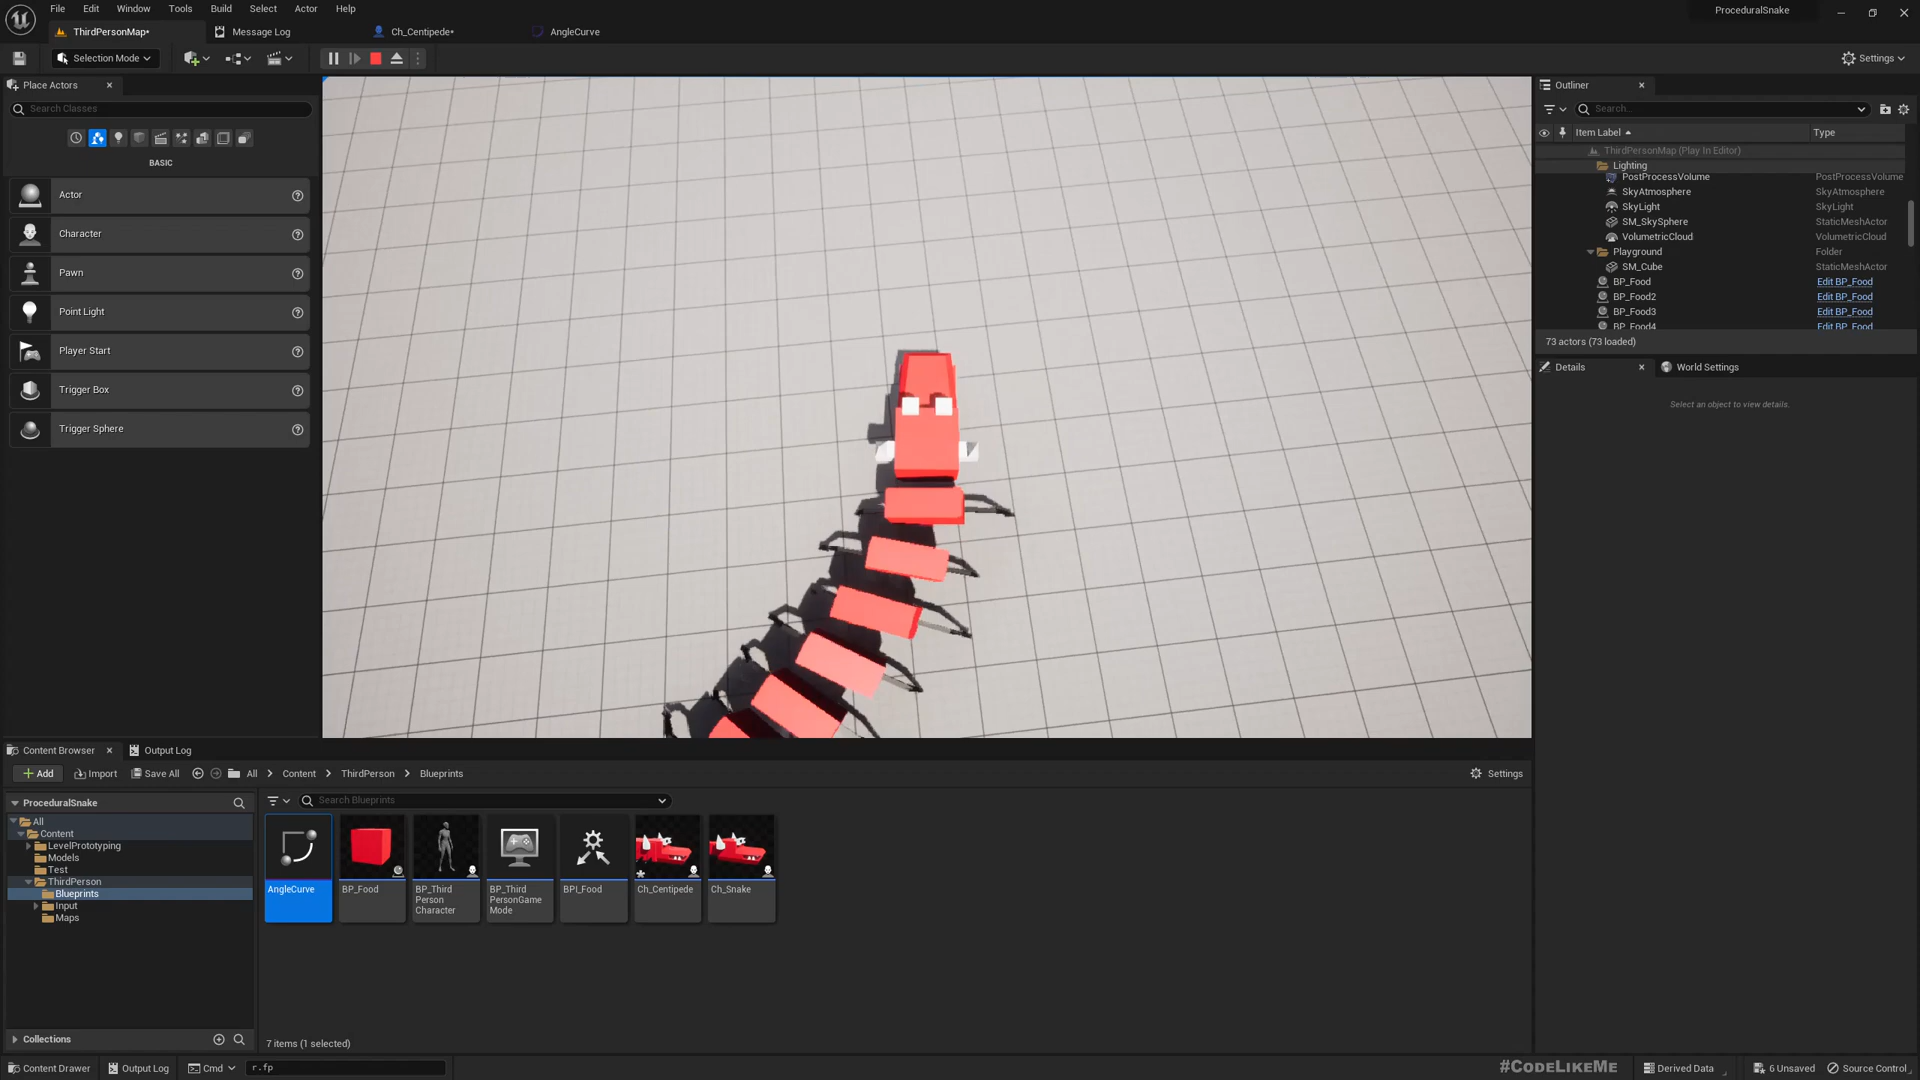 File Edit Window Tools Build Select Actor Help
ProceduralSnake
ThirdPersonMap* Message Log Ch_Centipede* AngleCurve
Selection Mode
Settings
Place Actors
Search Classes
BASIC
Actor
Character
Pawn
Point Light
Player Start
Trigger Box
Trigger Sphere
Outliner
Search...
Item Label Type
ThirdPersonMap (Play In Editor)
Lighting
PostProcessVolume PostProcessVolume
SkyAtmosphere SkyAtmosphere
SkyLight SkyLight
SM_SkySphere StaticMeshActor
VolumetricCloud VolumetricCloud
Playground Folder
SM_Cube StaticMeshActor
BP_Food Edit BP_Food
BP_Food2 Edit BP_Food
BP_Food3 Edit BP_Food
BP_Food4 Edit BP_Food
73 actors (73 loaded)
Details World Settings
Select an object to view details.
Content Browser Output Log
Add Import Save All All Content ThirdPerson Blueprints
Settings
ProceduralSnake
Search Blueprints
All
Content
LevelPrototyping
Models
Test
ThirdPerson
Blueprints
Input
Maps
AngleCurve
BP_Food
BP_Third
Person
Character
BP_Third
PersonGame
Mode
BPI_Food
Ch_Centipede
Ch_Snake
Collections
7 items (1 selected)
Content Drawer Output Log Cmd r.fp
#CODELIKEME
Derived Data 6 Unsaved Source Control